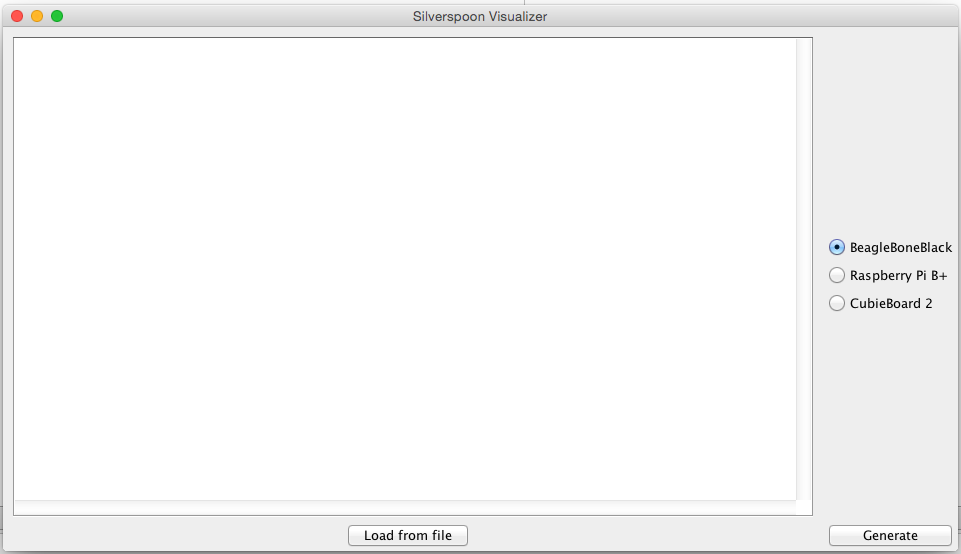 Silverspoon Visualizer
BeagleBoneBlack
Raspberry Pi B+
CubieBoard 2
Load from file
Generate